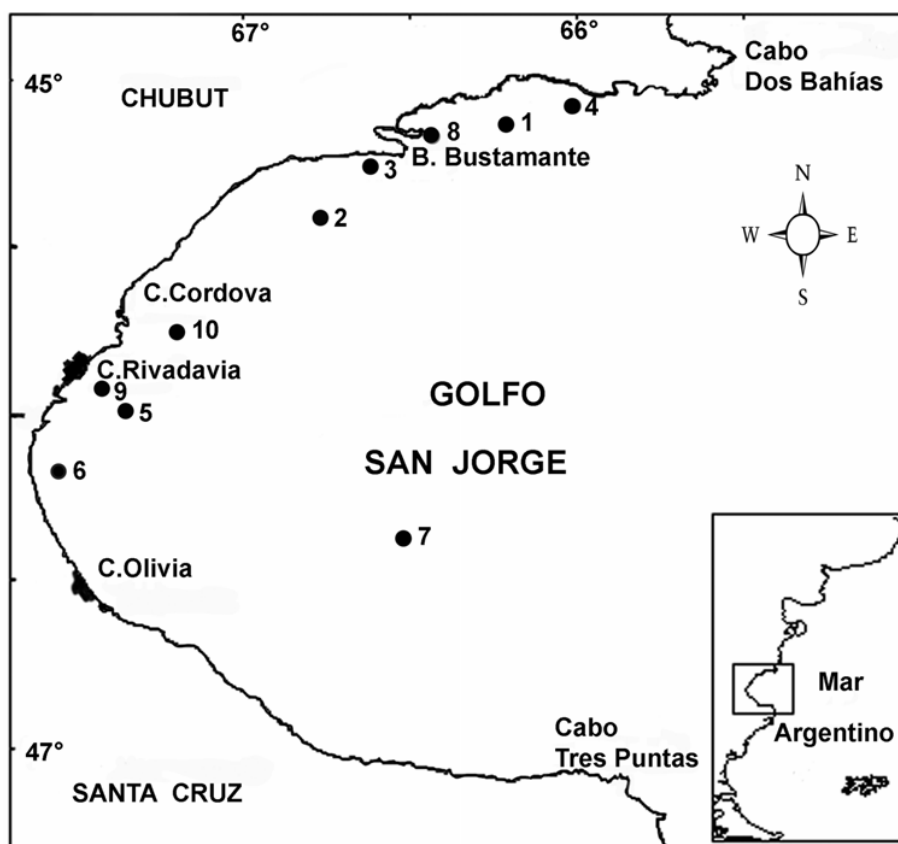 67° 66°
Cabo
Dos Bahías
45°
CHUBUT
4
1
8
B. Bustamante
3
2
N
W E
S
C.Cordova
10
C.Rivadavia
9
5
GOLFO
SAN JORGE
6
7
C.Olivia
Mar
Argentino
Cabo
Tres Puntas
47°
SANTA CRUZ